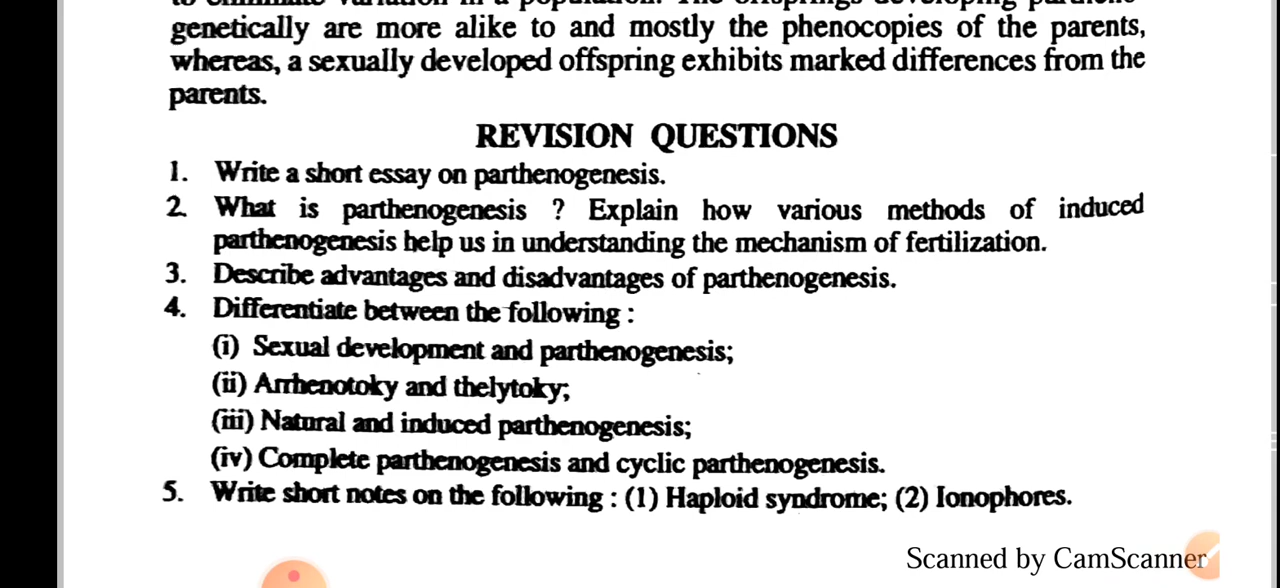 genetically are more alike to and mostly the phenocopies of the parents,
whereas, a sexually developed offspring exhibits marked differences from the
parents.
REVISION QUESTIONS
1. Write a short essay on parthenogenesis.
2. What is parthenogenesis ? Explain how various methods of induced
parthenogenesis help us in understanding the mechanism of fertilization.
3. Describe advantages and disadvantages of parthenogenesis.
4. Differentiate between the following :
(i) Sexual development and parthenogenesis;
(ii) Arrhenotoky and thelytoky;
(iii) Natural and induced parthenogenesis;
(iv) Complete parthenogenesis and cyclic parthenogenesis.
5. Write short notes on the following : (1) Haploid syndrome; (2) Ionophores.
Scanned by CamScanner